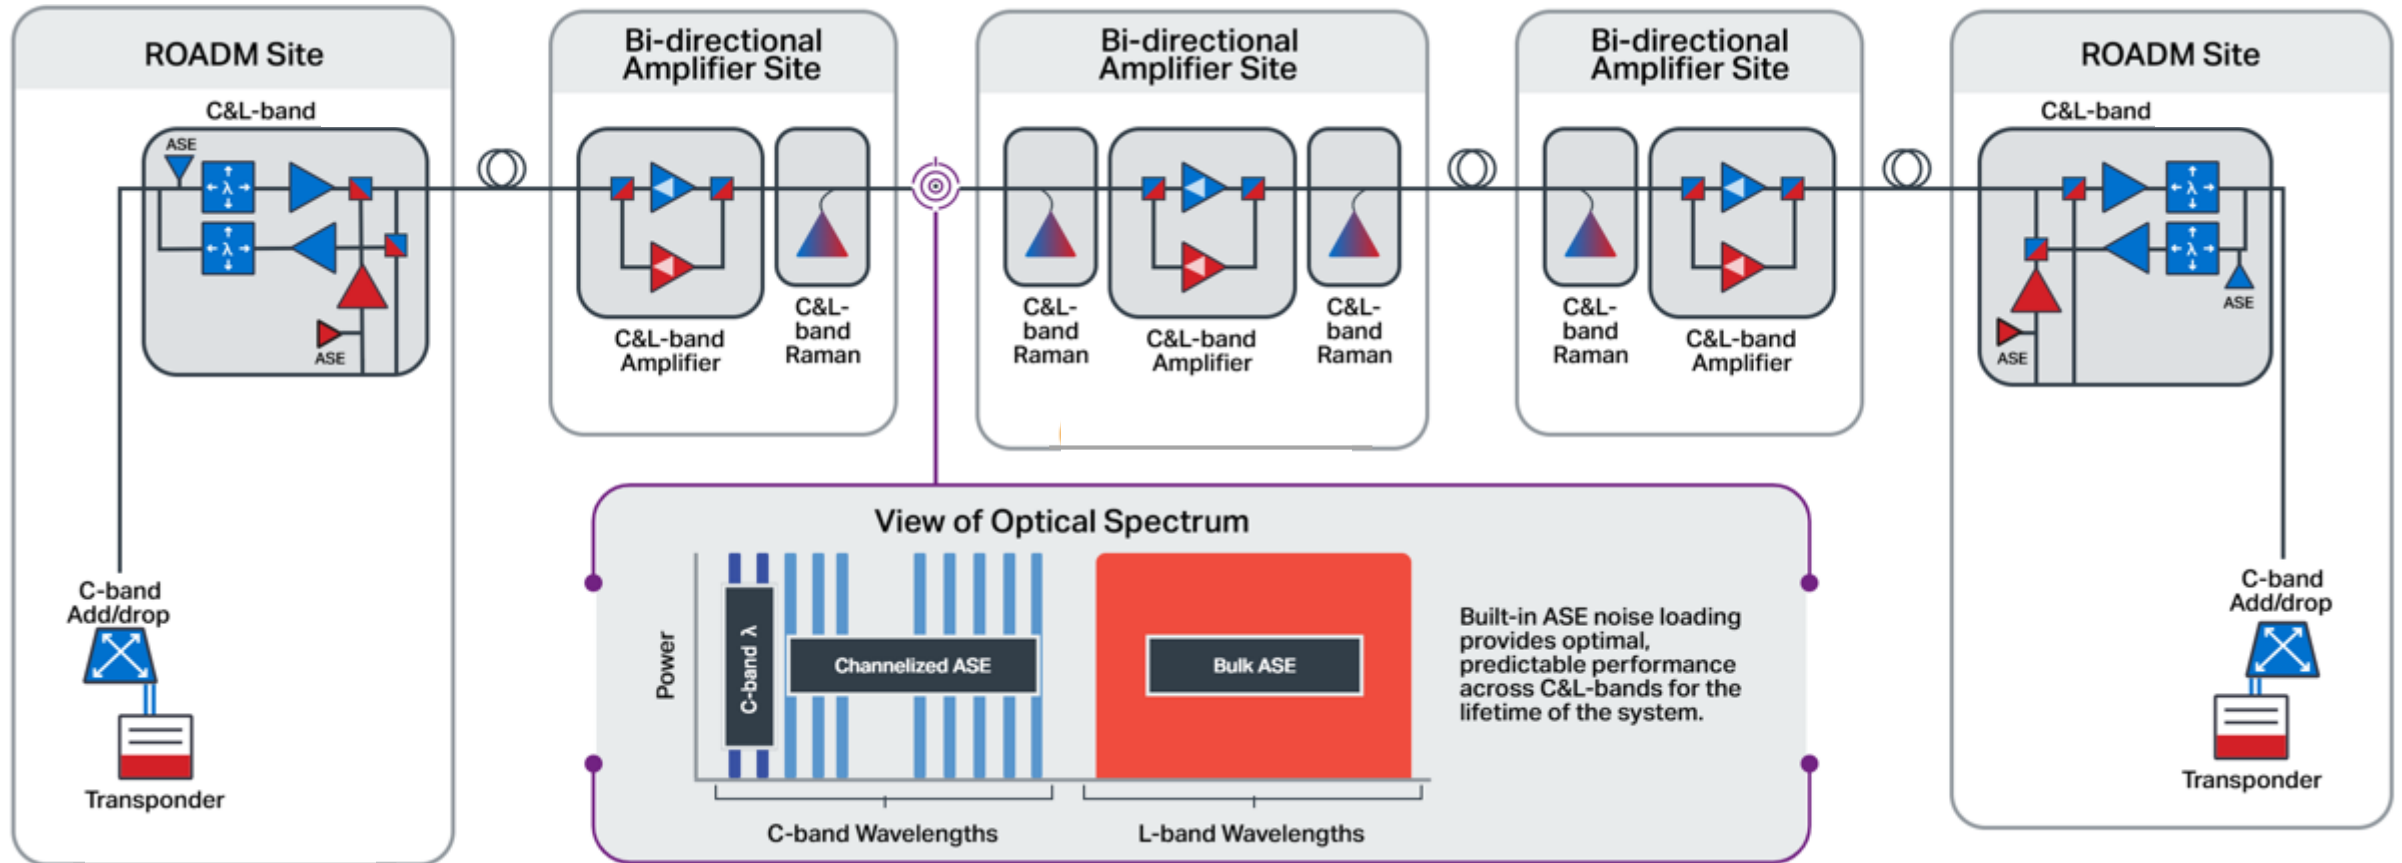 ROADM Site
C&L-band
ASE
λ
λ
ASE
C-band
Add/drop
Transponder
Bi-directional
Amplifier Site
C&L-band
Amplifier
C&L-
band
Raman
Bi-directional
Amplifier Site
C&L-
band
Raman
C&L-band
Amplifier
C&L-
band
Raman
Bi-directional
Amplifier Site
C&L-
band
Raman
C&L-band
Amplifier
ROADM Site
C&L-band
λ
λ
ASE
ASE
C-band
Add/drop
Transponder
View of Optical Spectrum
Power
C-band λ
Channelized ASE
Bulk ASE
C-band Wavelengths
L-band Wavelengths
Built-in ASE noise loading
provides optimal,
predictable performance
across C&L-bands for the
lifetime of the system.